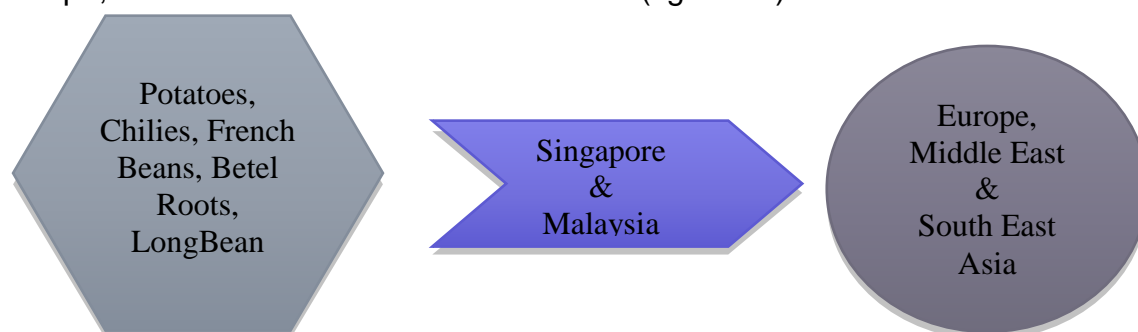 Potatoes,
Chilies, French
Beans, Betel
Roots,
LongBean
Singapore
&
Malaysia
Europe,
Middle East
&
South East
Asia